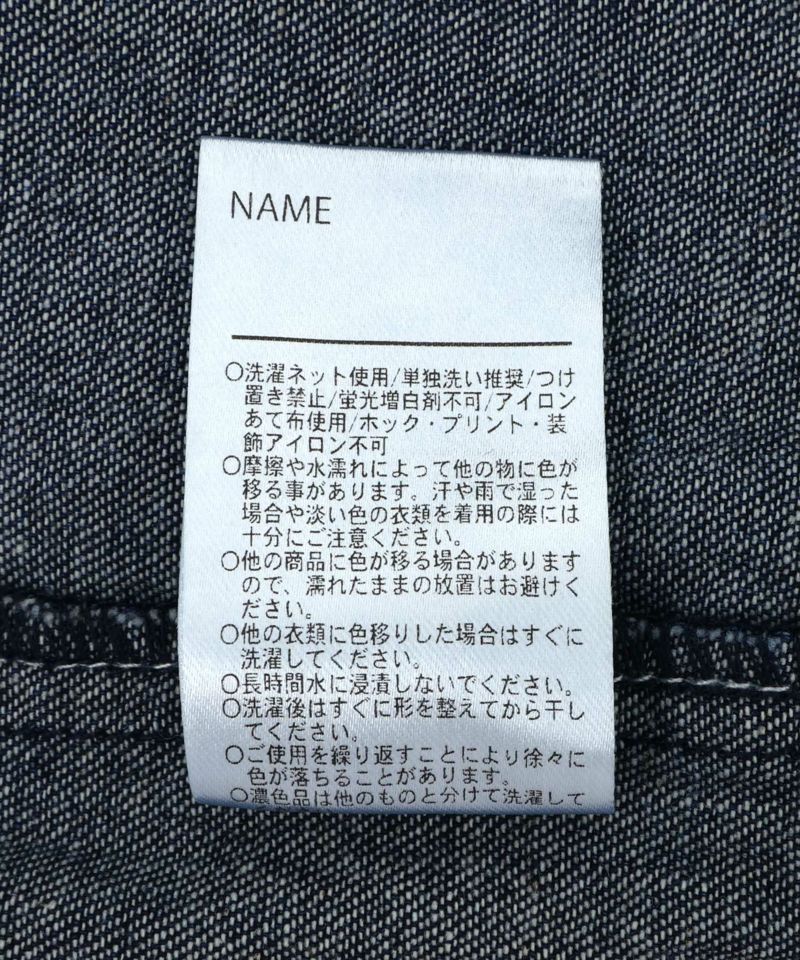 NAME
○洗濯ネット使用/単独洗い推奨/つけ
置き禁止/蛍光増白剤不可/アイロン
あて布使用/ホック・プリント・装
飾アイロン不可
○摩擦や水濡れによって他の物に色が
移る事があります。汗や雨で湿った
場合や淡い色の衣類を着用の際には
十分にご注意ください。
○他の商品に色が移る場合があります
ので、濡れたままの放置はお避けく
ださい。
○他の衣類に色移りした場合はすぐに
洗濯してください。
○長時間水に浸漬しないでください。
○洗濯後はすぐに形を整えてから干し
てください。
○ご使用を繰り返すことにより徐々に
色が落ちることがあります。
○濃色品は他のものと分けて洗濯して